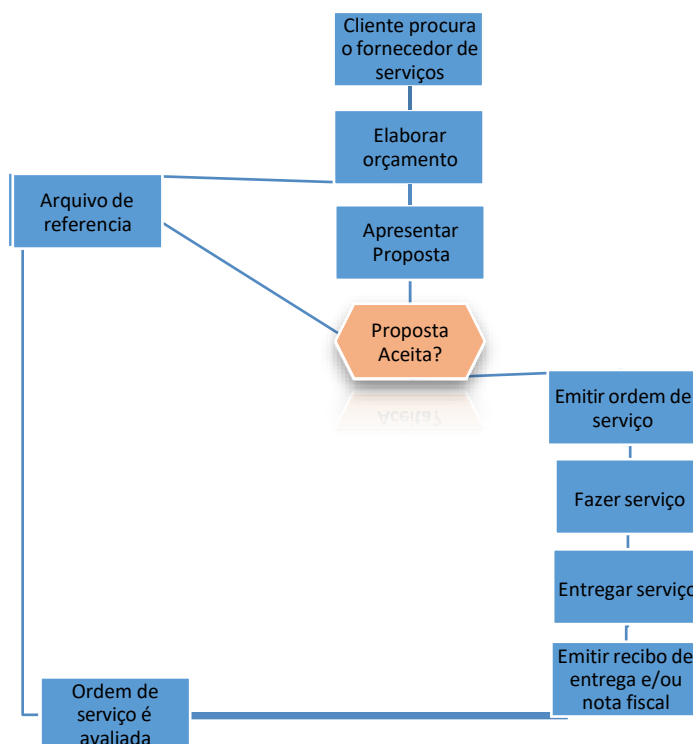 Cliente procura
o fornecedor de
serviços
Elaborar
orçamento
Arquivo de
referencia
Apresentar
Proposta
Proposta
Aceita?
Emitir ordem de
serviço
Fazer serviço
Entregar serviço
Emitir recibo de
entrega e/ou
nota fiscal
Ordem de
serviço é
avaliada